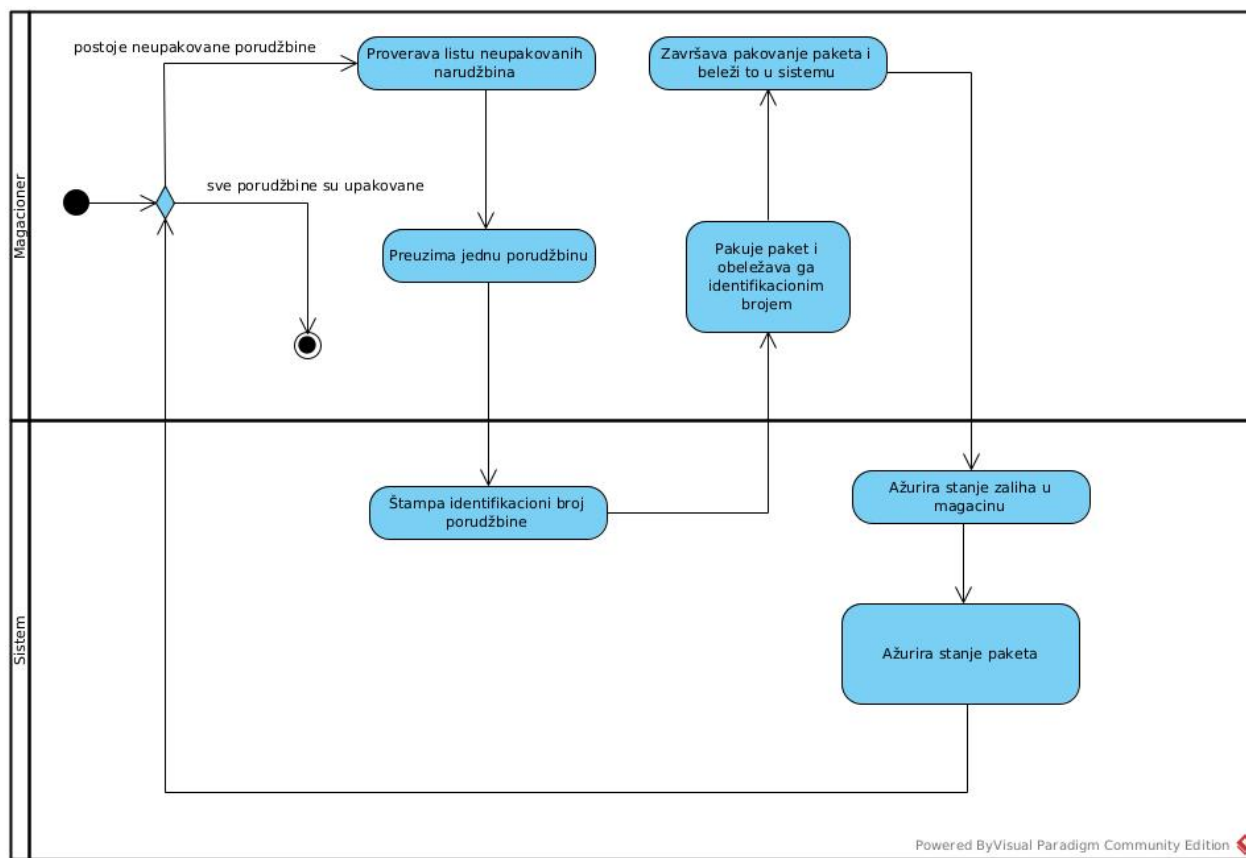 Magacioner
postoje neupakovane porudžbine
Proverava listu neupakovanih
narudžbina
Završava pakovanje paketa i
beleži to u sistemu
sve porudžbine su upakovane
Preuzima jednu porudžbinu
Pakuje paket i
obeležava ga
identifikacionim
brojem
Sistem
Štampa identifikacioni broj
porudžbine
Ažurira stanje zaliha u
magacinu
Ažurira stanje paketa
Powered ByVisual Paradigm Community Edition